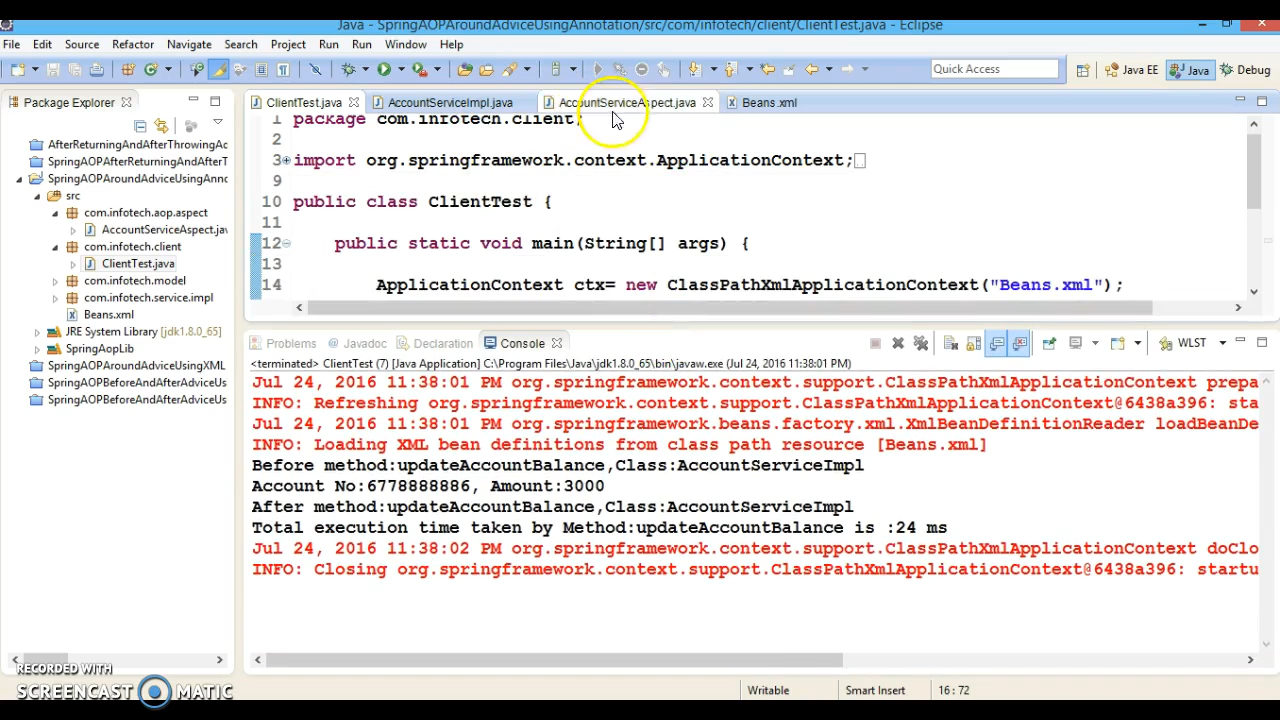 Java - SpringAOPAroundAdviceUsingAnnotation/src/com/infotech/client/ClientTest.java - Eclipse
File Edit Source Refactor Navigate Search Project Run Run Window Help
Quick Access Java EE Java Debug
Package Explorer
AfterReturningAndAfterThrowingAc
SpringAOPAfterReturningAndAfterT
SpringAOPAroundAdviceUsingAnno
src
com.infotech.aop.aspect
AccountServiceAspect.jav
com.infotech.client
ClientTest.java
com.infotech.model
com.infotech.service.impl
Beans.xml
JRE System Library [jdk1.8.0_65]
SpringAopLib
SpringAOPAroundAdviceUsingXML
SpringAOPBeforeAndAfterAdviceUs
SpringAOPBeforeAndAfterAdviceUs
ClientTest.java AccountServiceImpl.java AccountServiceAspect.java Beans.xml
1 package com.infotech.client;
2
3 import org.springframework.context.ApplicationContext;
9
10 public class ClientTest {
11
12 public static void main(String[] args) {
13
14 ApplicationContext ctx= new ClassPathXmlApplicationContext("Beans.xml");
Problems @ Javadoc Declaration Console
WLST
<terminated> ClientTest (7) [Java Application] C:\Program Files\Java\jdk1.8.0_65\bin\javaw.exe (Jul 24, 2016, 11:38:01 PM)
Jul 24, 2016 11:38:01 PM org.springframework.context.support.ClassPathXmlApplicationContext prepa
INFO: Refreshing org.springframework.context.support.ClassPathXmlApplicationContext@6438a396: sta
Jul 24, 2016 11:38:01 PM org.springframework.beans.factory.xml.XmlBeanDefinitionReader loadBeanDe
INFO: Loading XML bean definitions from class path resource [Beans.xml]
Before method:updateAccountBalance,Class:AccountServiceImpl
Account No:6778888886, Amount:3000
After method:updateAccountBalance,Class:AccountServiceImpl
Total execution time taken by Method:updateAccountBalance is :24 ms
Jul 24, 2016 11:38:02 PM org.springframework.context.support.ClassPathXmlApplicationContext doClo
INFO: Closing org.springframework.context.support.ClassPathXmlApplicationContext@6438a396: startu
RECORDED WITH
SCREENCAST MATIC
Writable Smart Insert 16 : 72